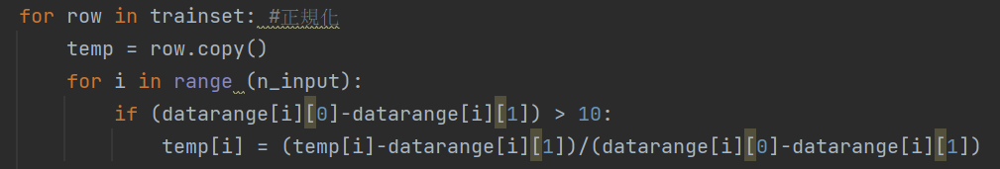 for row in trainset: #正規化
    temp = row.copy()
    for i in range (n_input):
        if (datarange[i][0]-datarange[i][1]) > 10:
            temp[i] = (temp[i]-datarange[i][1])/(datarange[i][0]-datarange[i][1])